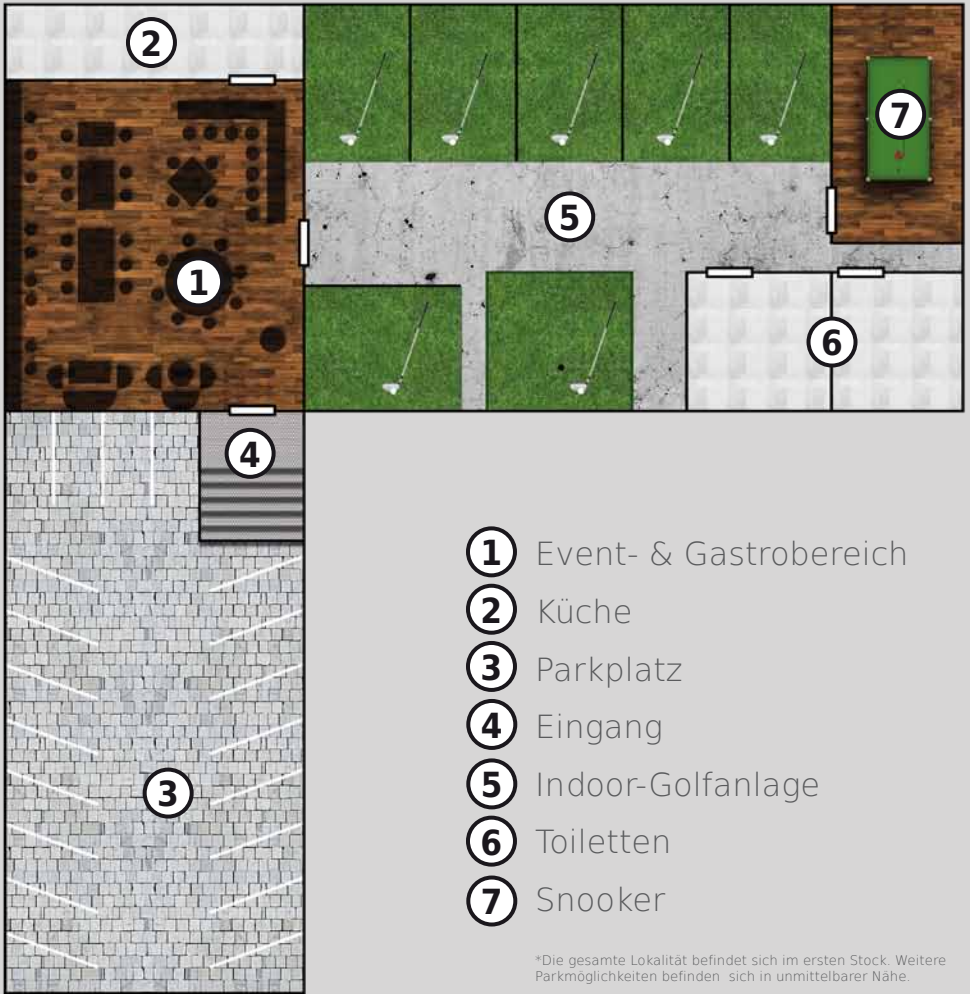 2
7
5
1
6
4
3
1 Event- & Gastrobereich
2 Küche
3 Parkplatz
4 Eingang
5 Indoor-Golfanlage
6 Toiletten
7 Snooker
*Die gesamte Lokalität befindet sich im ersten Stock. Weitere
Parkmöglichkeiten befinden sich in unmittelbarer Nähe.